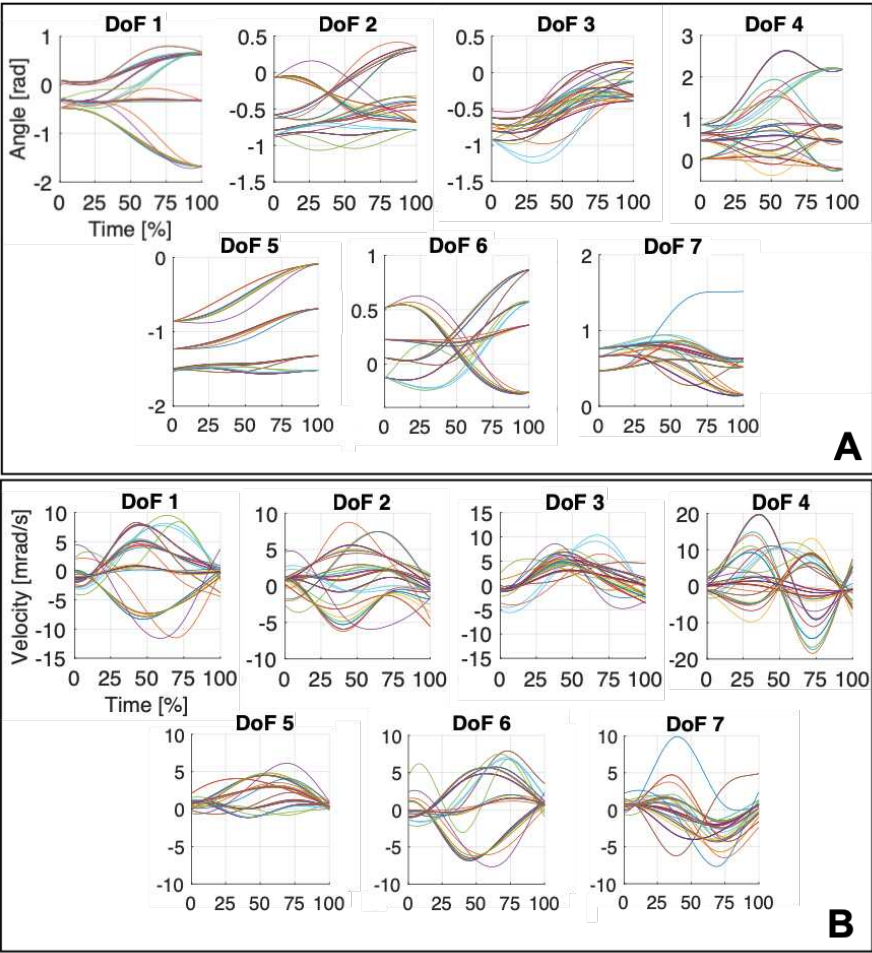 DoF 1 DoF 2 DoF 3 DoF 4
Angle [rad]
1 0 -1 -2
0 25 50 75 100
0.5 0 -0.5 -1 -1.5
0 25 50 75 100
0.5 0 -0.5 -1 -1.5
0 25 50 75 100
3 2 1 0
0 25 50 75 100
Time [%]
DoF 5 DoF 6 DoF 7
0 -1 -2
0 25 50 75 100
1 0.5 0
0 25 50 75 100
2 1 0
0 25 50 75 100
A
DoF 1 DoF 2 DoF 3 DoF 4
Velocity [mrad/s]
10 5 0 -5 -10 -15
0 25 50 75 100
10 5 0 -5 -10
0 25 50 75 100
15 10 5 0 -5 -10 -15
0 25 50 75 100
20 10 0 -10 -20
0 25 50 75 100
Time [%]
DoF 5 DoF 6 DoF 7
10 5 0 -5 -10
0 25 50 75 100
10 5 0 -5 -10
0 25 50 75 100
10 5 0 -5 -10
0 25 50 75 100
B